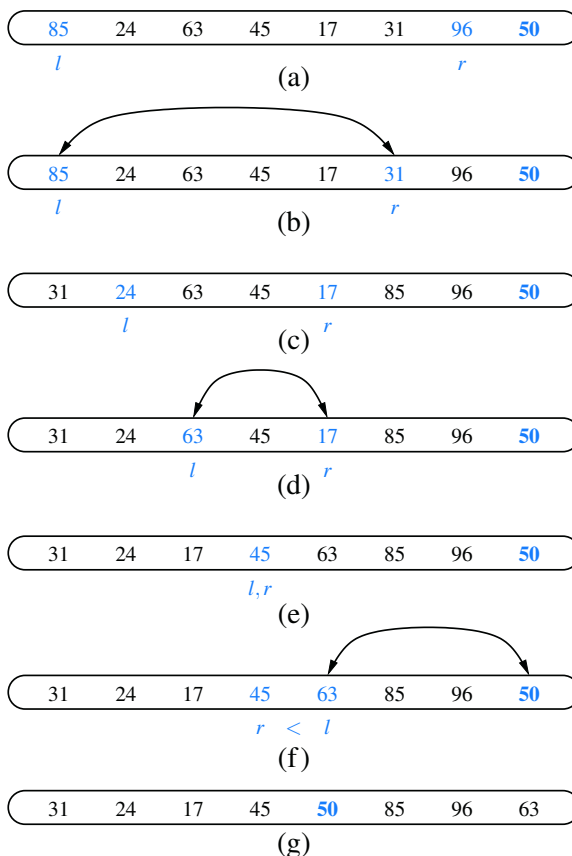 85 24 63 45 17 31 96 50
l r
(a)
85 24 63 45 17 31 96 50
l r
(b)
31 24 63 45 17 85 96 50
l r
(c)
31 24 63 45 17 85 96 50
l r
(d)
31 24 17 45 63 85 96 50
l, r
(e)
31 24 17 45 63 85 96 50
r < l
(f)
31 24 17 45 50 85 96 63
(g)